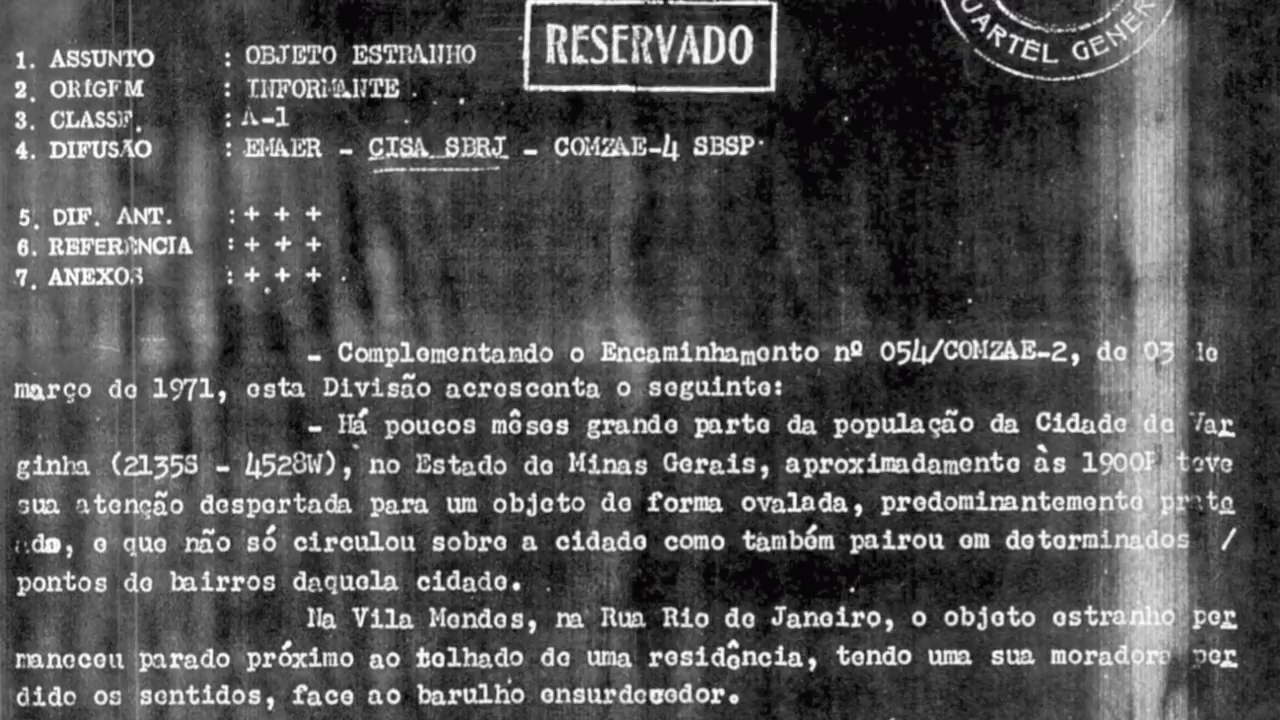 RESERVADO
UARTEL GENER
1. ASSUNTO : OBJETO ESTRANHO
2. ORIGEM : INFORMANTE .
3. CLASSF. : A-1
4. DIFUSÃO : EMAER - CISA SBRJ - COMZAE-4 SBSP
5. DIF. ANT. : + + +
6. REFERÊNCIA : + + +
7. ANEXOS : + + +
- Complementando o Encaminhamento nº 054/COMZAE-2, de 03 de
março de 1971, esta Divisão acrescenta o seguinte:
- Há poucos mêses grande parte da população da Cidade de Var
ginha (2135S - 4528W), no Estado de Minas Gerais, aproximadamente às 1900P teve
sua atenção despertada para um objeto de forma ovalada, predominantemente prate
ado, e que não só circulou sobre a cidade como também pairou em determinados /
pontos de bairros daquela cidade.
Na Vila Mendes, na Rua Rio de Janeiro, o objeto estranho per
maneceu parado próximo ao telhado de uma residência, tendo uma sua moradora per
dido os sentidos, face ao barulho ensurdecedor.